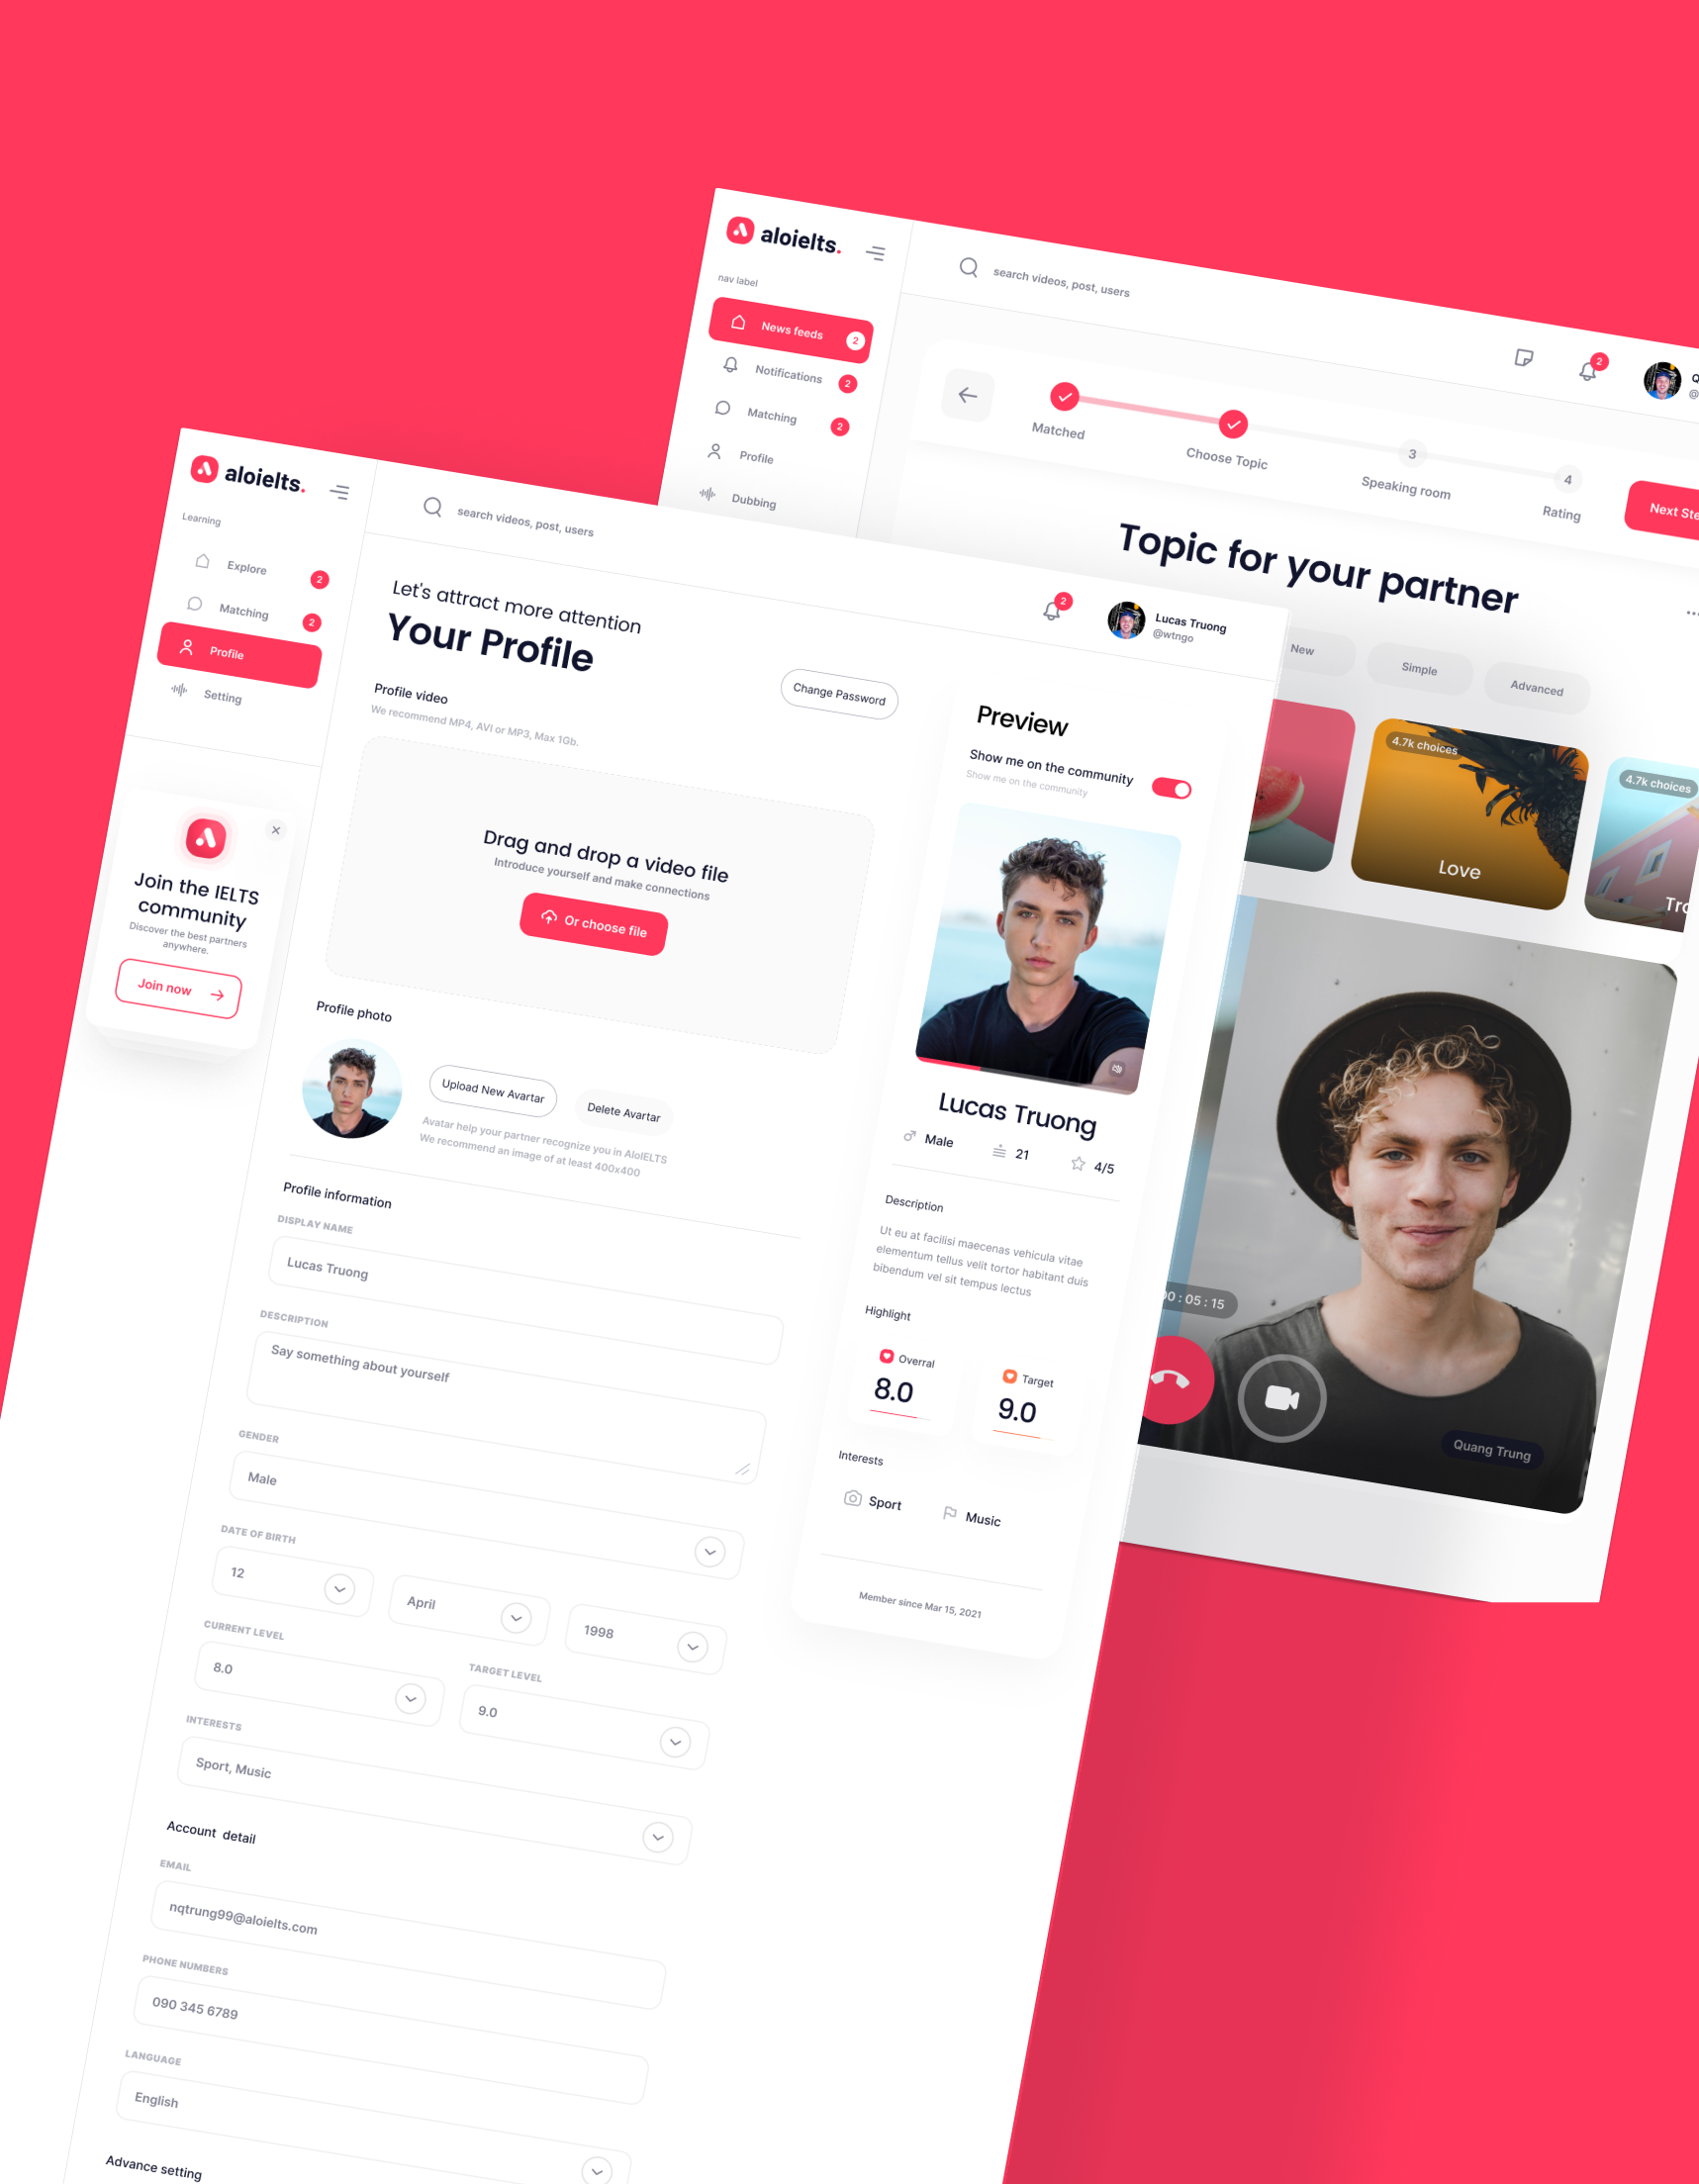 aloielts.
nav label
News feeds 2
Notifications 2
Matching 2
Profile
Dubbing
search videos, post, users
2
Matched
Choose Topic
3
Speaking room
4
Rating
Topic for your partner
New
Simple
Advanced
4.7k choices
Love
4.7k choices
: 05 : 15
Quang Trung
aloielts.
Learning
Explore 2
Matching 2
Profile
Setting
Join the IELTS
community
Discover the best partners
anywhere.
Join now
search videos, post, users
2
Lucas Truong
@wtngo
Let's attract more attention
Your Profile
Change Password
Profile video
We recommend MP4, AVI or MP3, Max 1Gb.
Drag and drop a video file
Introduce yourself and make connections
Or choose file
Profile photo
Upload New Avartar
Delete Avartar
Avatar help your partner recognize you in AloIELTS
We recommend an image of at least 400x400
Profile information
DISPLAY NAME
Lucas Truong
DESCRIPTION
Say something about yourself
GENDER
Male
DATE OF BIRTH
12
April
1998
CURRENT LEVEL
8.0
TARGET LEVEL
9.0
INTERESTS
Sport, Music
Account detail
EMAIL
nqtrung99@aloielts.com
PHONE NUMBERS
090 345 6789
LANGUAGE
English
Advance setting
Preview
Show me on the community
Show me on the community
Lucas Truong
Male
21
4/5
Description
Ut eu at facilisi maecenas vehicula vitae
elementum tellus velit tortor habitant duis
bibendum vel sit tempus lectus
Highlight
Overral
8.0
Target
9.0
Interests
Sport
Music
Member since Mar 15, 2021